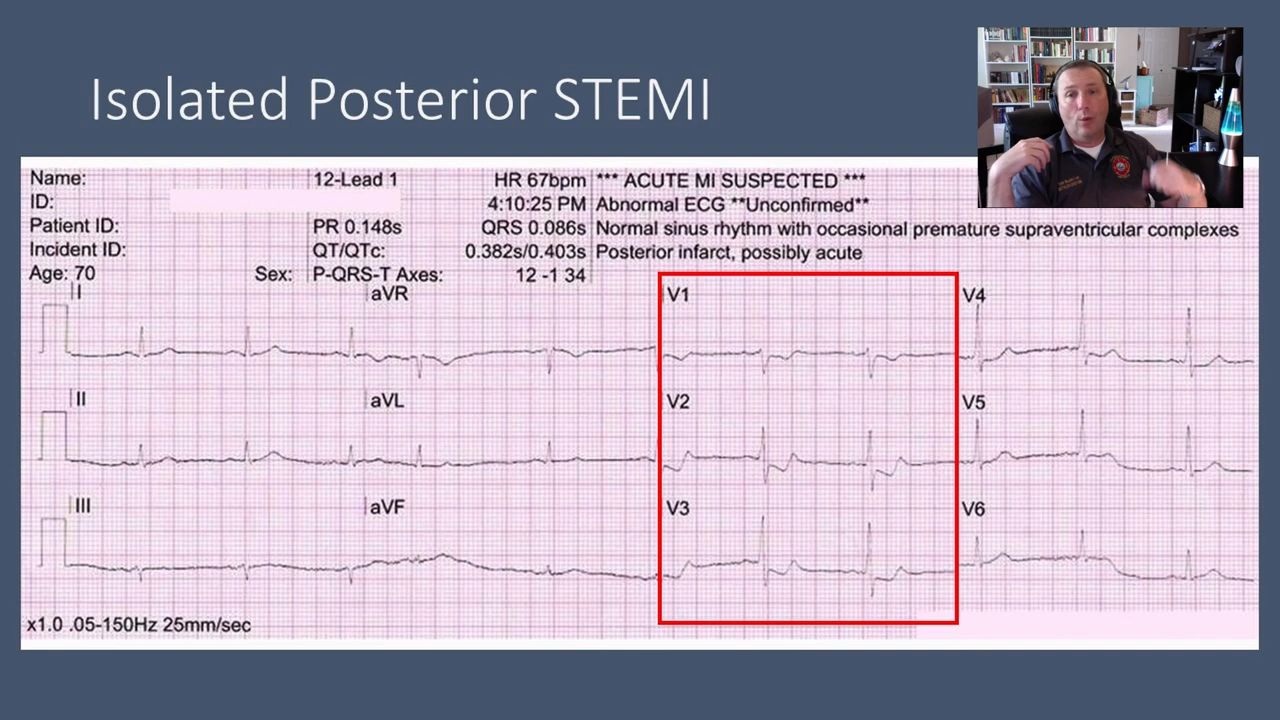 Isolated Posterior STEMI
Name: 12-Lead 1 HR 67bpm *** ACUTE MI SUSPECTED ***
ID: 4:10:25 PM Abnormal ECG **Unconfirmed**
Patient ID: PR 0.148s QRS 0.086s Normal sinus rhythm with occasional premature supraventricular complexes
Incident ID: QT/QTc: 0.382s/0.403s Posterior infarct, possibly acute
Age: 70 Sex: P-QRS-T Axes: 12 -1 34
I aVR V1 V4
II aVL V2 V5
III aVF V3 V6
x1.0 .05-150Hz 25mm/sec